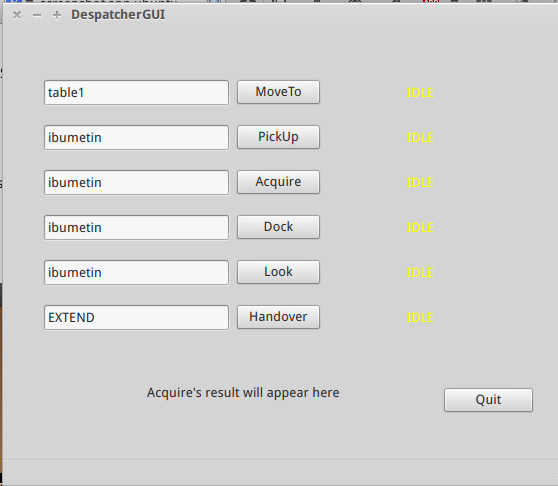 DespatcherGUI
table1 MoveTo IDLE
ibumetin PickUp IDLE
ibumetin Acquire IDLE
ibumetin Dock IDLE
ibumetin Look IDLE
EXTEND Handover IDLE
Acquire's result will appear here
Quit